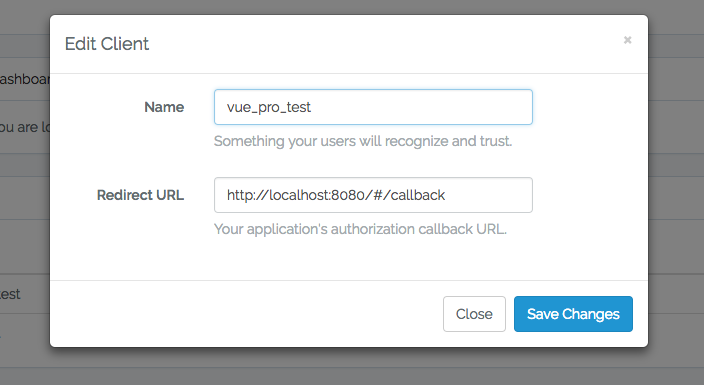 Edit Client
×
ashboar
ou are lo
Name
vue_pro_test
Something your users will recognize and trust.
Redirect URL
http://localhost:8080/#/callback
Your application's authorization callback URL.
est
Close
Save Changes